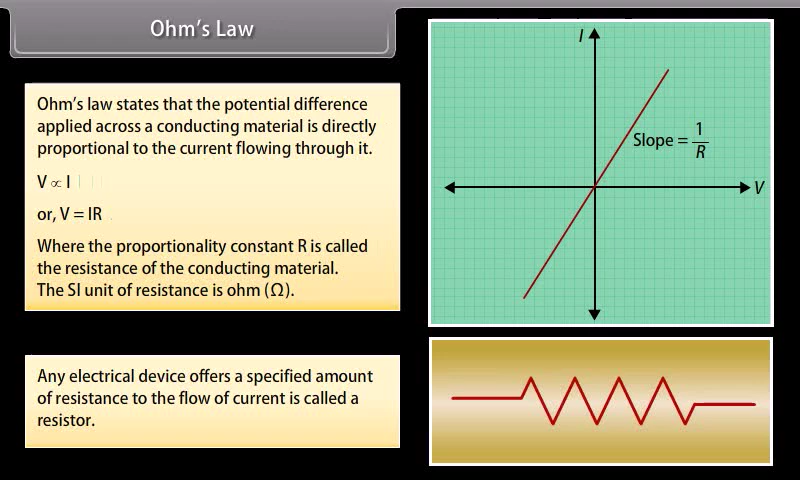 Ohm's Law
Ohm's law states that the potential difference
applied across a conducting material is directly
proportional to the current flowing through it.
V ∝ I
or, V = IR
Where the proportionality constant R is called
the resistance of the conducting material.
The SI unit of resistance is ohm (Ω).
Any electrical device offers a specified amount
of resistance to the flow of current is called a
resistor.
I
Slope = 1/R
V